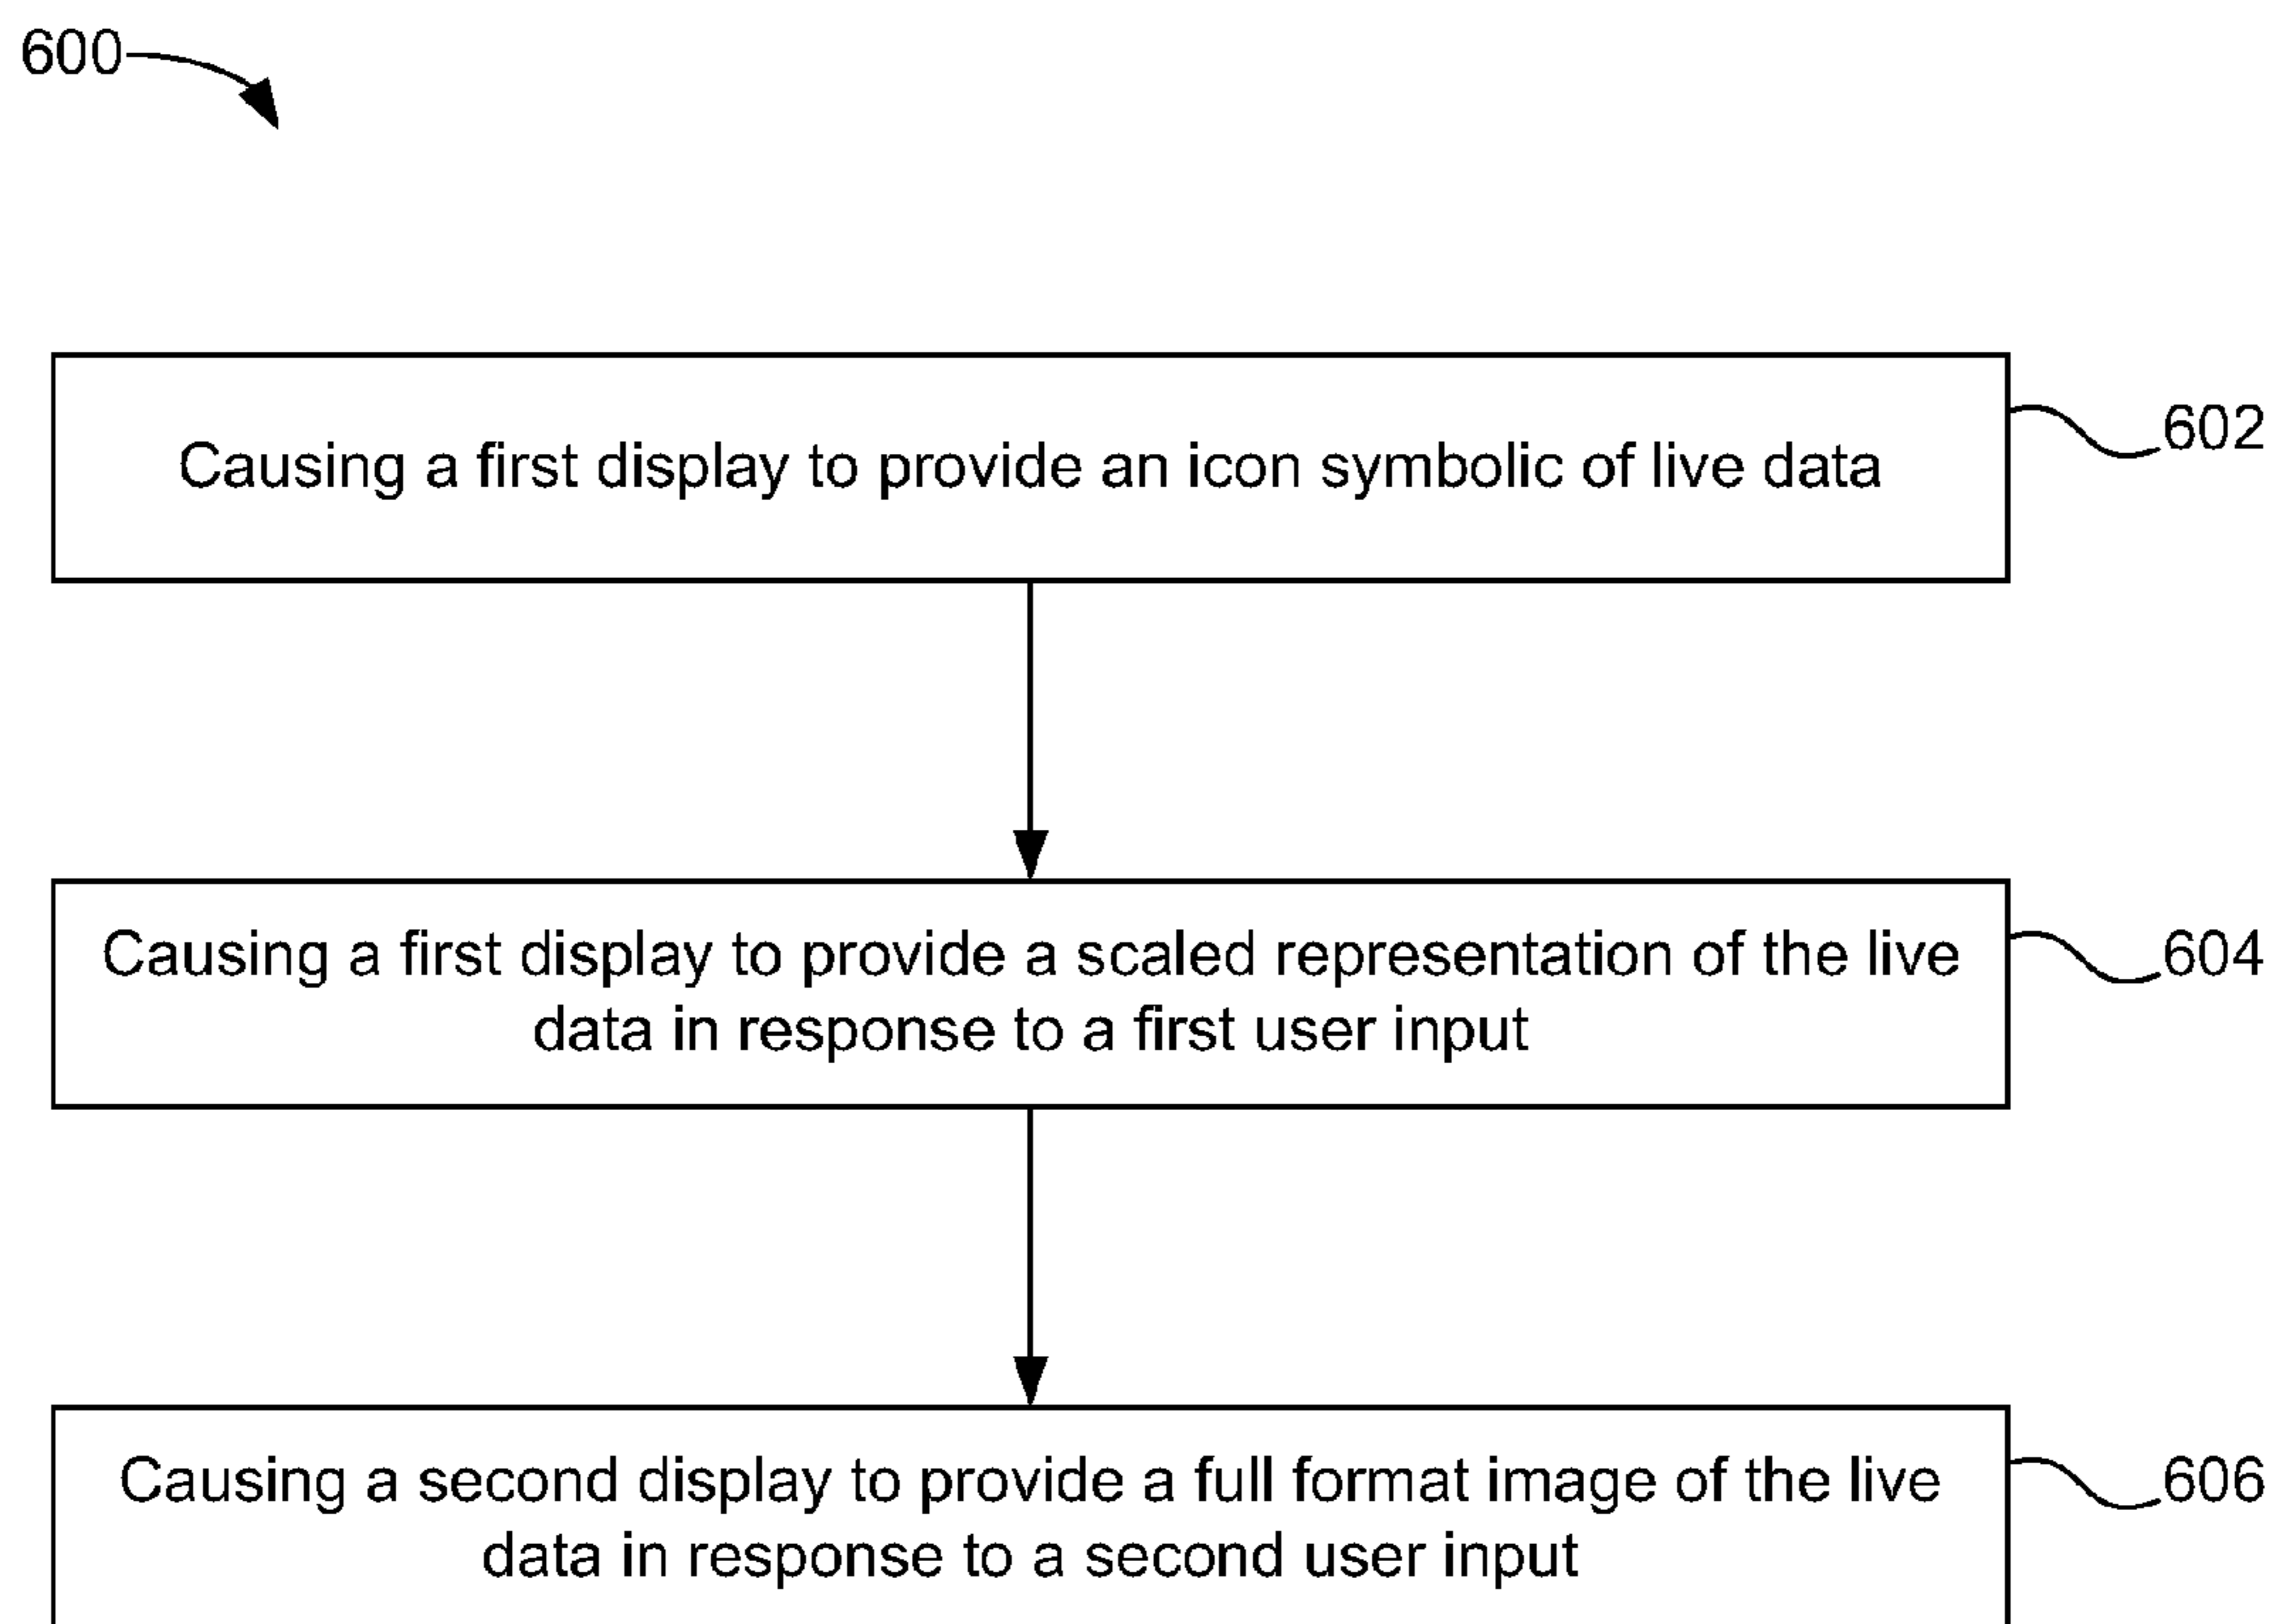 600
Causing a first display to provide an icon symbolic of live data
602
Causing a first display to provide a scaled representation of the live
data in response to a first user input
604
Causing a second display to provide a full format image of the live
data in response to a second user input
606